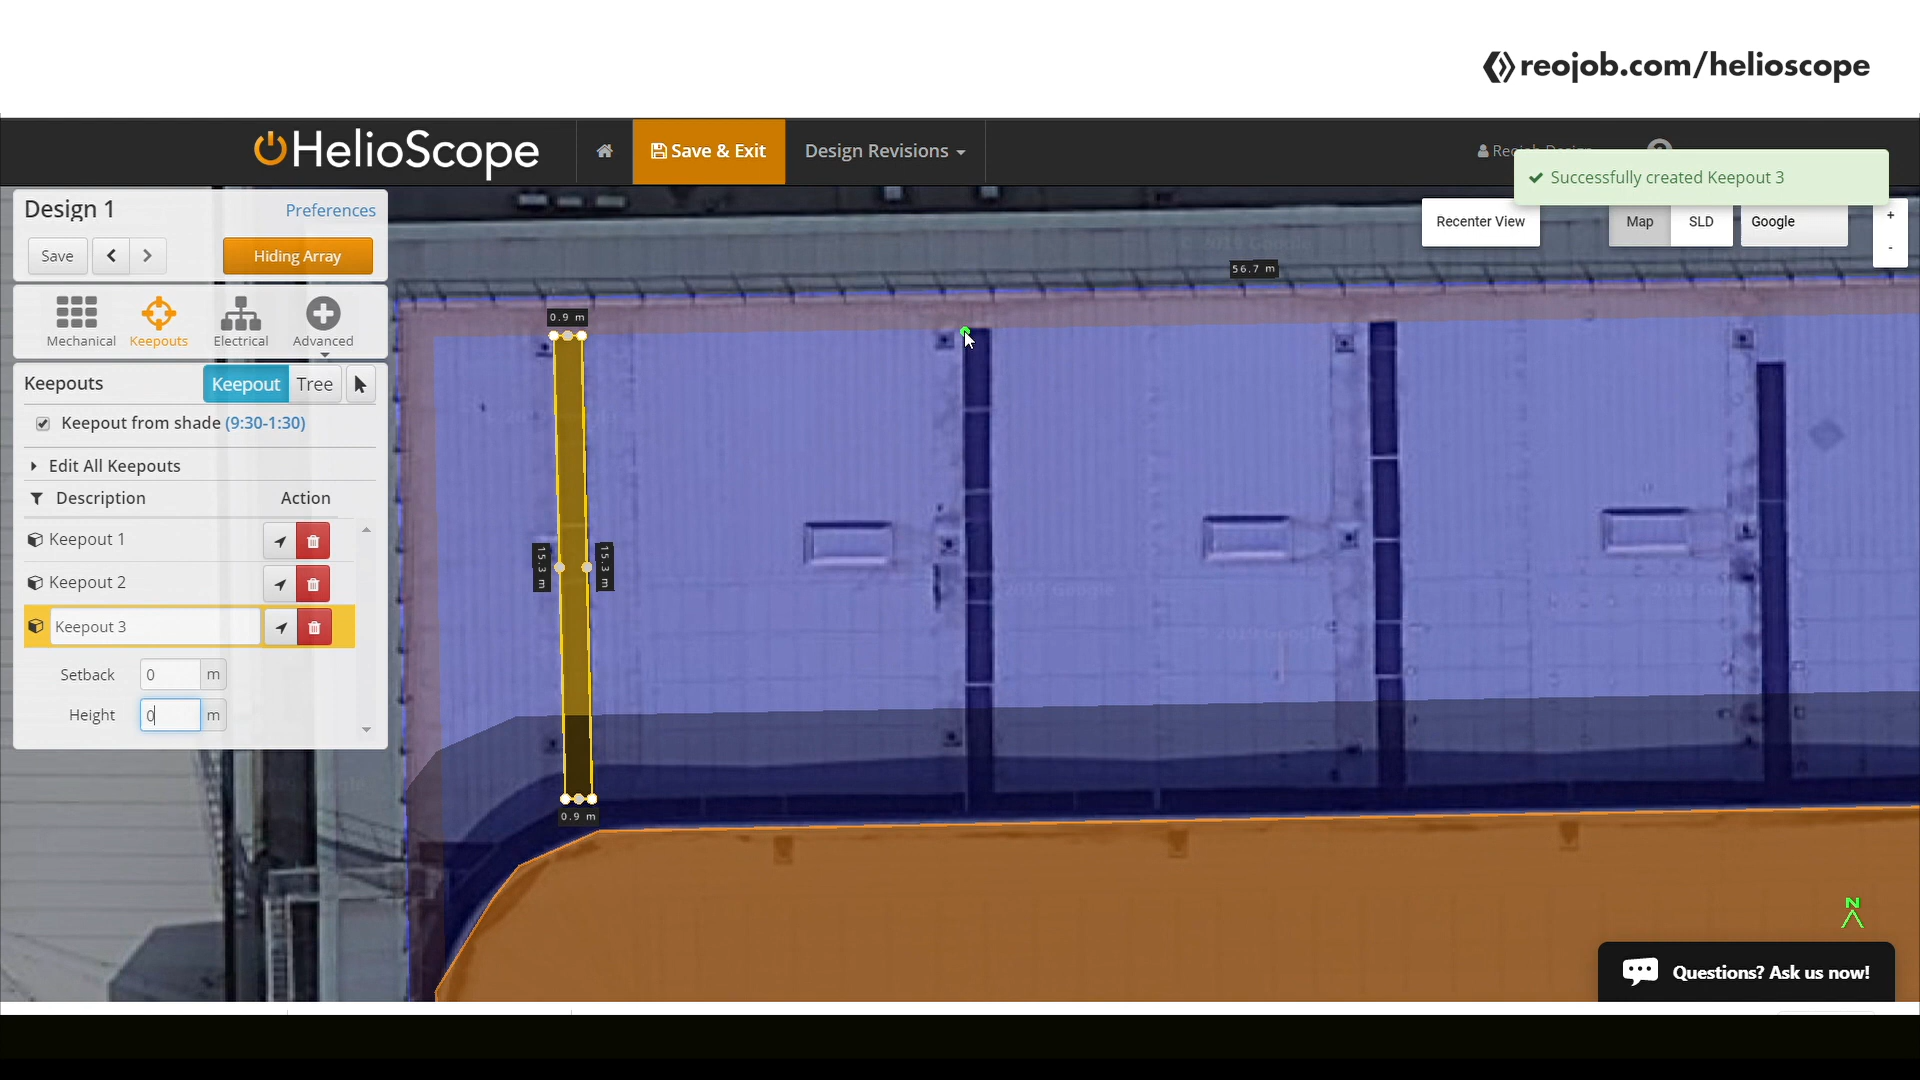 reojob.com/helioscope
HelioScope
Save & Exit
Design Revisions
Successfully created Keepout 3
Design 1
Preferences
Save
Hiding Array
Recenter View
Map
SLD
Google
+
-
Mechanical
Keepouts
Electrical
Advanced
Keepouts
Keepout
Tree
Keepout from shade (9:30-1:30)
Edit All Keepouts
Description
Action
Keepout 1
Keepout 2
Keepout 3
Setback
0
m
Height
0
m
56.7 m
0.9 m
15.3 m
15.3 m
0.9 m
N
Questions? Ask us now!